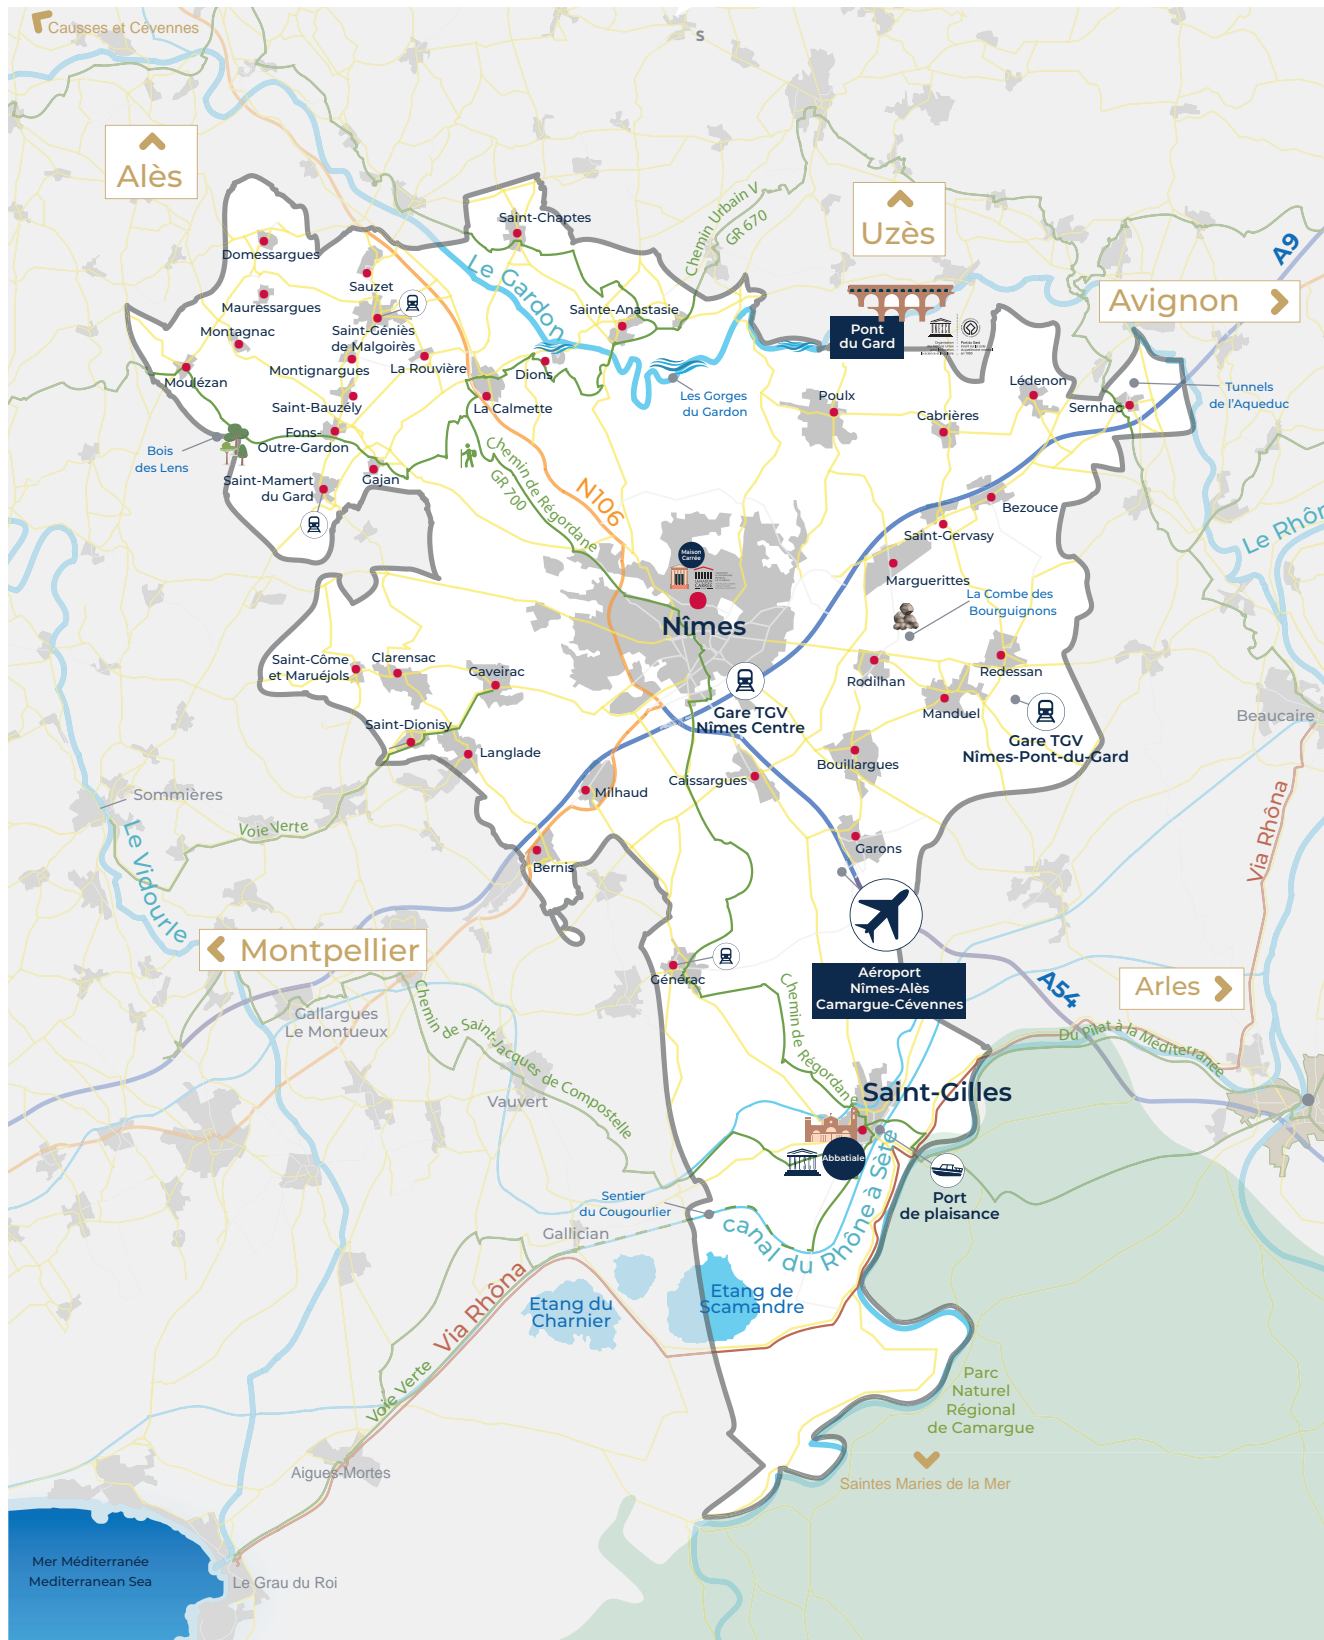 Causses et Cévennes
S
Alès
Uzès
A9
Avignon
Chemin Urbain V
GR 670
Saint-Chaptes
Domessargues
Le Gardon
Sauzet
Mauressargues
Sainte-Anastasie
Montagnac
Saint-Géniès
de Malgoirès
Pont
du Gard
Montignargues
La Rouvière
Dions
Moulézan
Les Gorges
du Gardon
Poulx
Lédenon
Tunnels
de l'Aqueduc
Saint-Bauzély
La Calmette
Cabrières
Sernhac
Fons-
Outre-Gardon
Bois
des Lens
Chemin de Régordane
GR 700
Saint-Mamert
du Gard
Gajan
N106
Bezouce
Saint-Gervasy
Le Rhôn
Maison
Carrée
Marguerittes
La Combe des
Bourguignons
Nîmes
Saint-Côme
et Maruéjols
Clarensac
Caveirac
Rodilhan
Redessan
Manduel
Beaucaire
Gare TGV
Nîmes Centre
Saint-Dionisy
Langlade
Gare TGV
Nîmes-Pont-du-Gard
Bouillargues
Caissargues
Milhaud
Sommières
Voie Verte
Le Vidourle
Via Rhôna
Garons
Bernis
Montpellier
Générac
Aéroport
Nîmes-Alès
Camargue-Cévennes
A54
Arles
Chemin de Saint-Jacques de Compostelle
Gallargues
Le Montueux
Chemin de Régordane
Du Pilat à la Méditerranée
Saint-Gilles
Vauvert
Abbatiale
Port
de plaisance
Sentier
du Cougourlier
canal du Rhône à Sète
Gallician
Via Rhôna
Etang du
Charnier
Etang de
Scamandre
Voie Verte
Parc
Naturel
Régional
de Camargue
Aigues-Mortes
Saintes Maries de la Mer
Mer Méditerranée
Mediterranean Sea
Le Grau du Roi